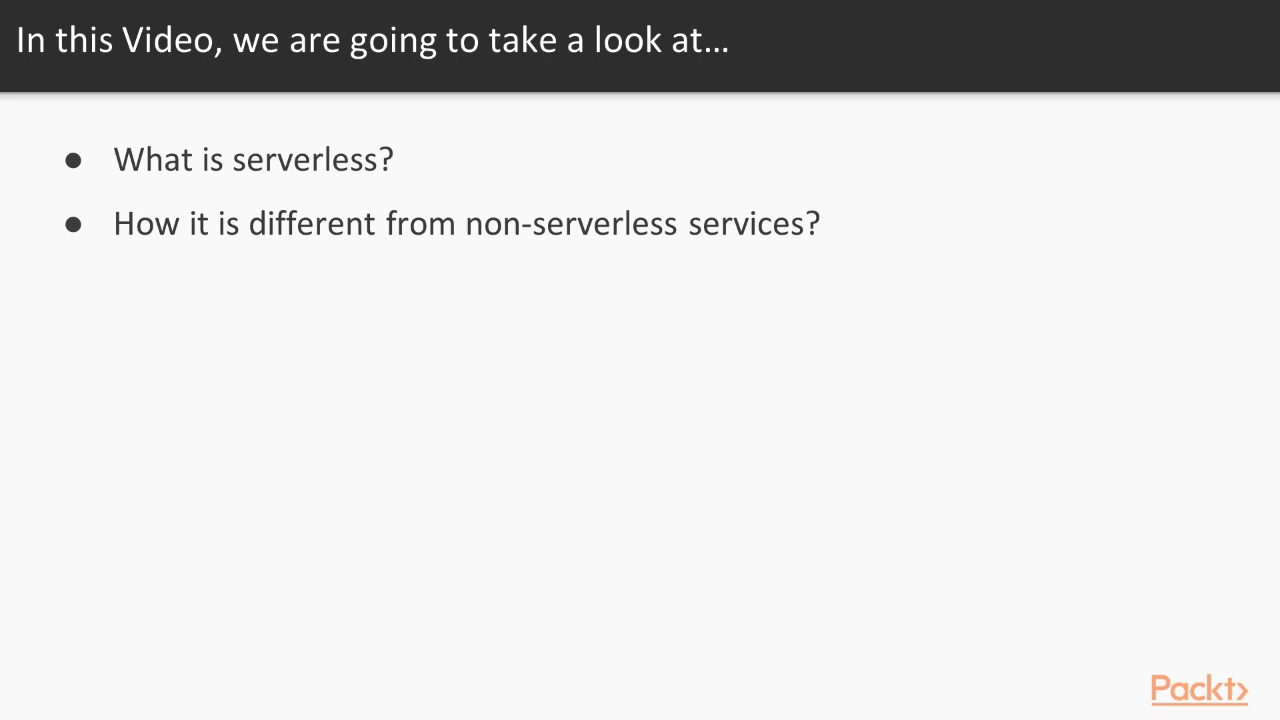 In this Video, we are going to take a look at...
● What is serverless?
● How it is different from non-serverless services?
Packt>